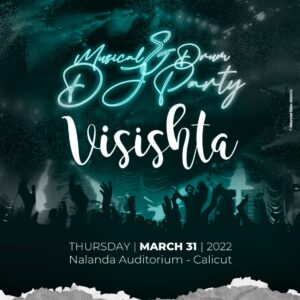 Musical & Drum
DJ Party
Visishta
THURSDAY | MARCH 31 | 2022
Nalanda Auditorium - Calicut